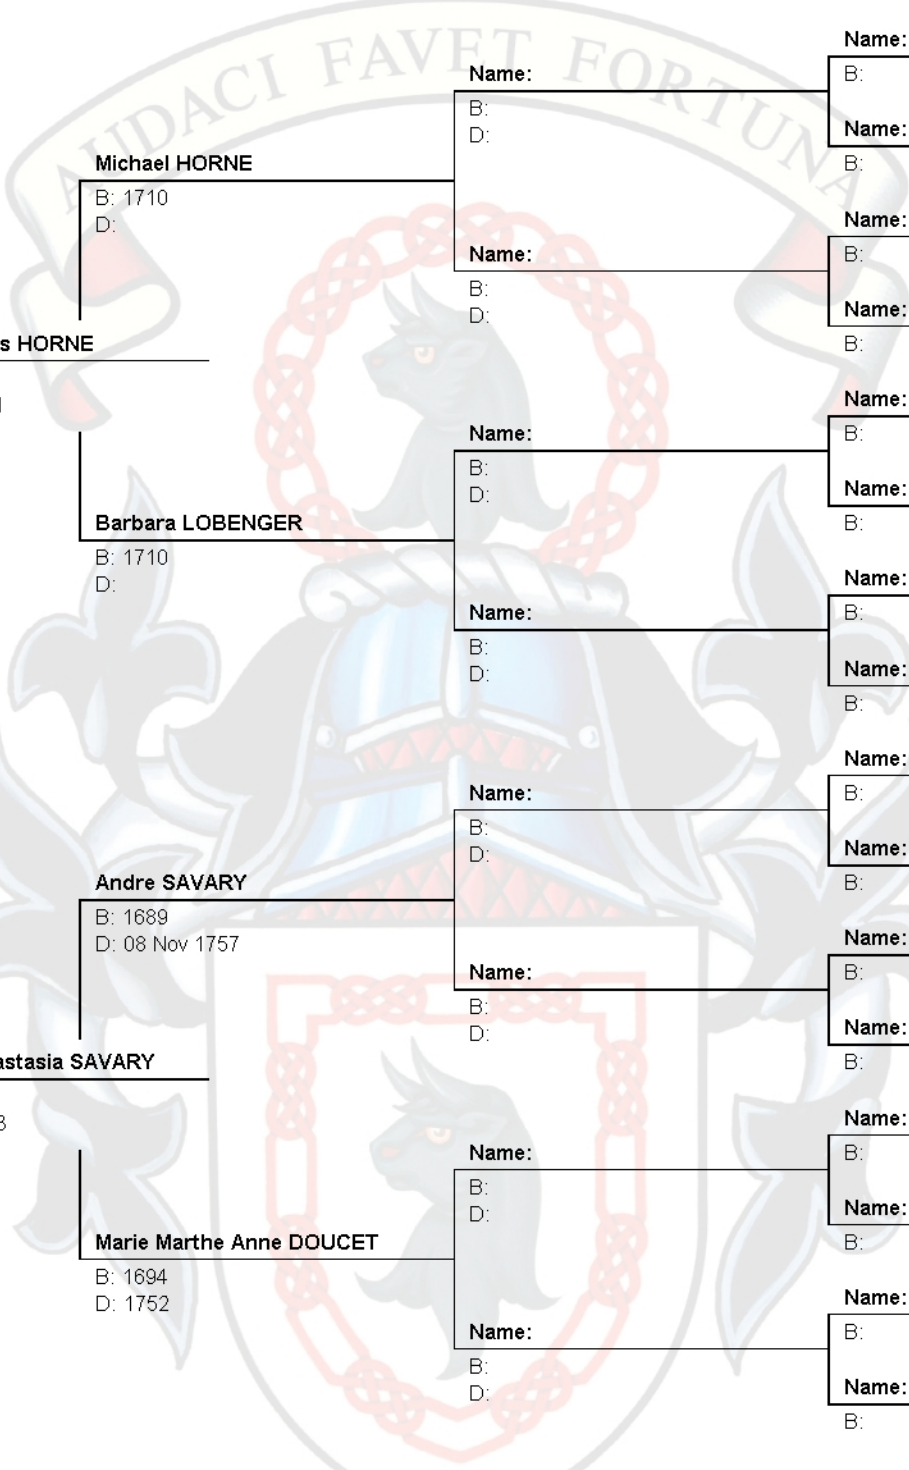 AUDACI FAVET FORTUNA
Name:
B:
Name:
B:
D:
Name:
B:
Michael HORNE
B: 1710
D:
Name:
B:
Name:
B:
D:
Name:
B:
s HORNE
Name:
B:
Name:
B:
D:
Name:
B:
Barbara LOBENGER
B: 1710
D:
Name:
B:
Name:
B:
D:
Name:
B:
Name:
B:
Name:
B:
D:
Name:
B:
Andre SAVARY
B: 1689
D: 08 Nov 1757
Name:
B:
Name:
B:
D:
Name:
B:
astasia SAVARY
3
Name:
B:
Name:
B:
D:
Name:
B:
Marie Marthe Anne DOUCET
B: 1694
D: 1752
Name:
B:
Name:
B:
D:
Name:
B: